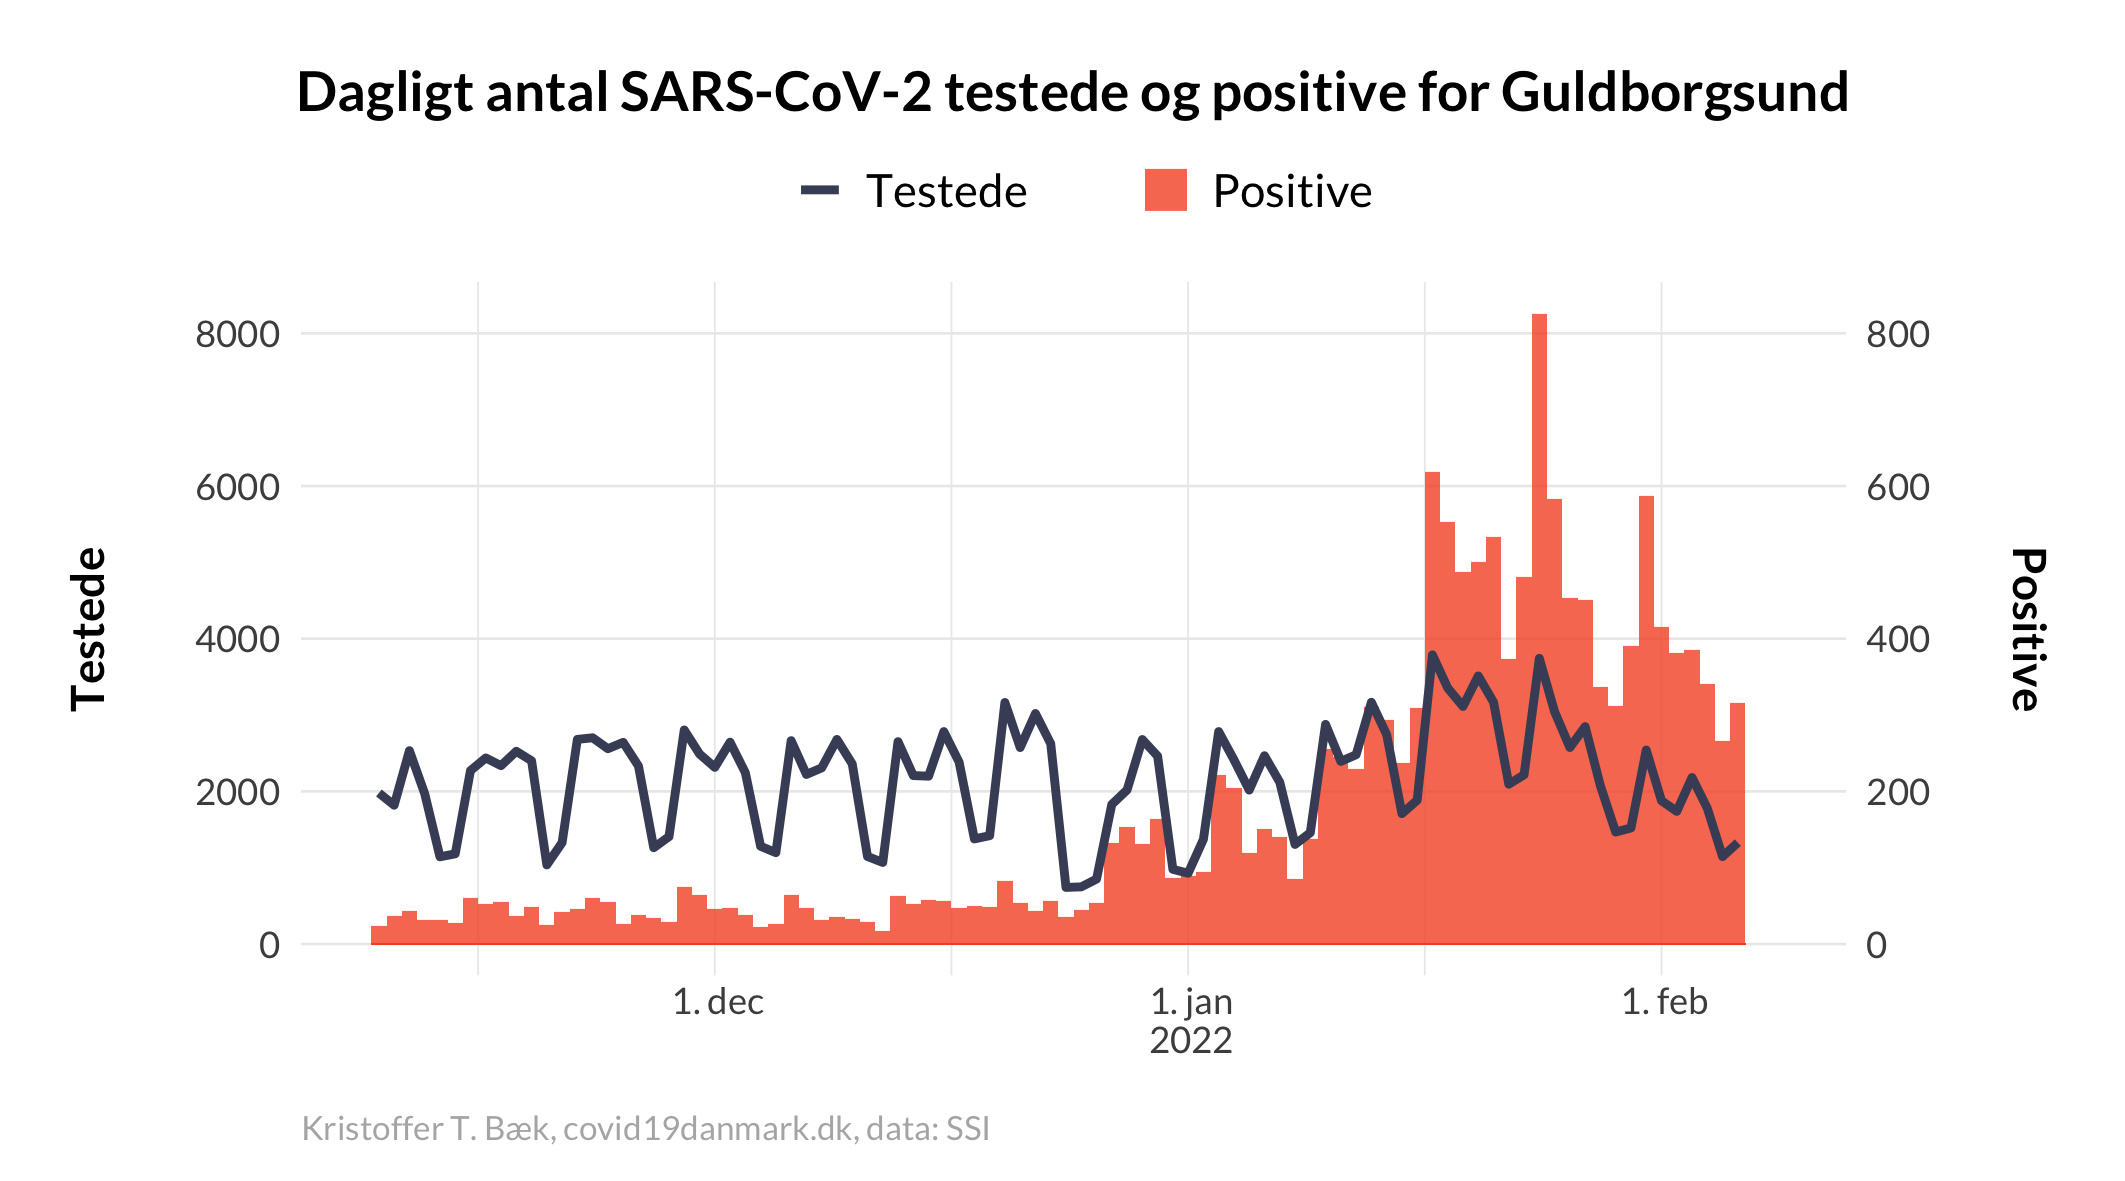 Dagligt antal SARS-CoV-2 testede og positive for Guldborgsund
Testede
Positive
8000
6000
4000
2000
0
Testede
800
600
400
200
0
Positive
1. dec
1. jan
2022
1. feb
Kristoffer T. Bæk, covid19danmark.dk, data: SSI